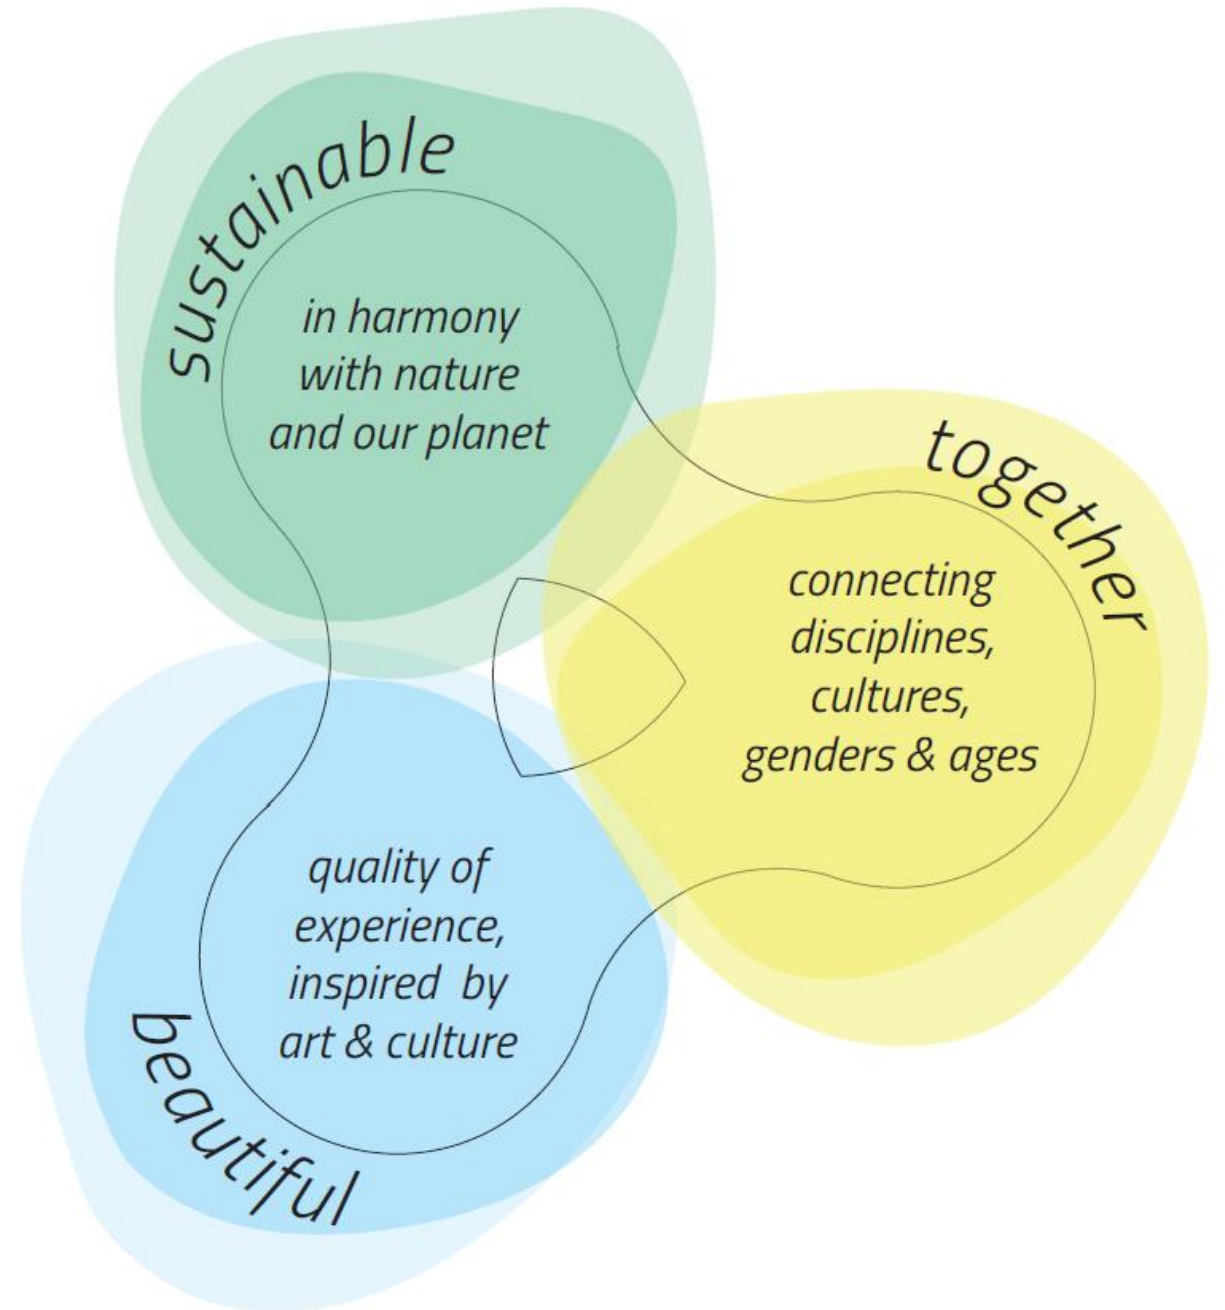 sustainable
in harmony
with nature
and our planet
together
connecting
disciplines,
cultures,
genders & ages
quality of
experience,
inspired by
art & culture
beautiful